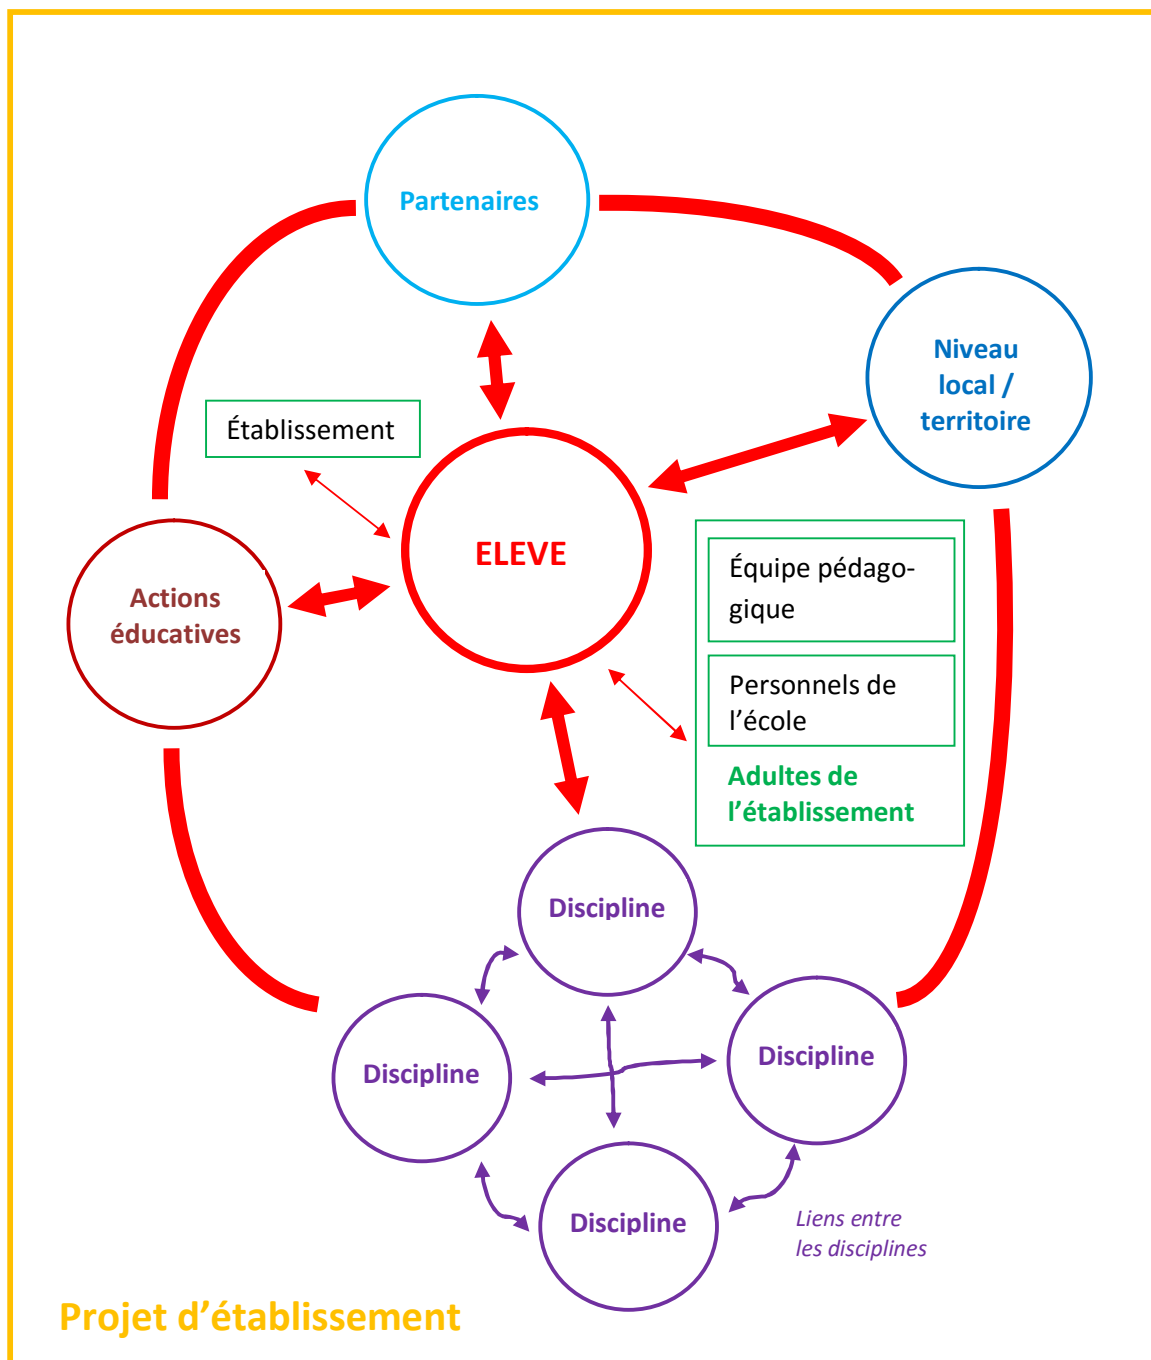 Partenaires
Niveau
local /
territoire
Établissement
ELEVE
Équipe pédago-
gique
Actions
éducatives
Personnels de
l’école
Adultes de
l’établissement
Discipline
Discipline
Discipline
Discipline
Liens entre
les disciplines
Projet d’établissement